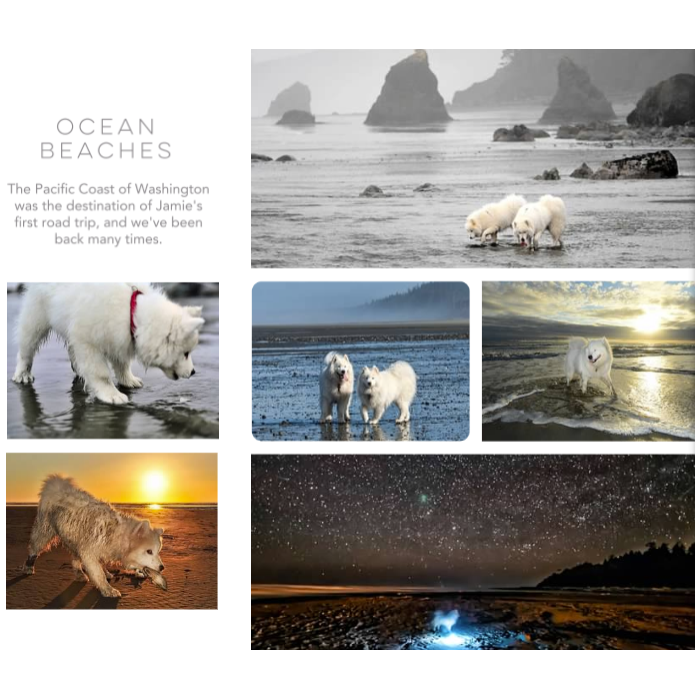 OCEAN
BEACHES
The Pacific Coast of Washington
was the destination of Jamie's
first road trip, and we've been
back many times.